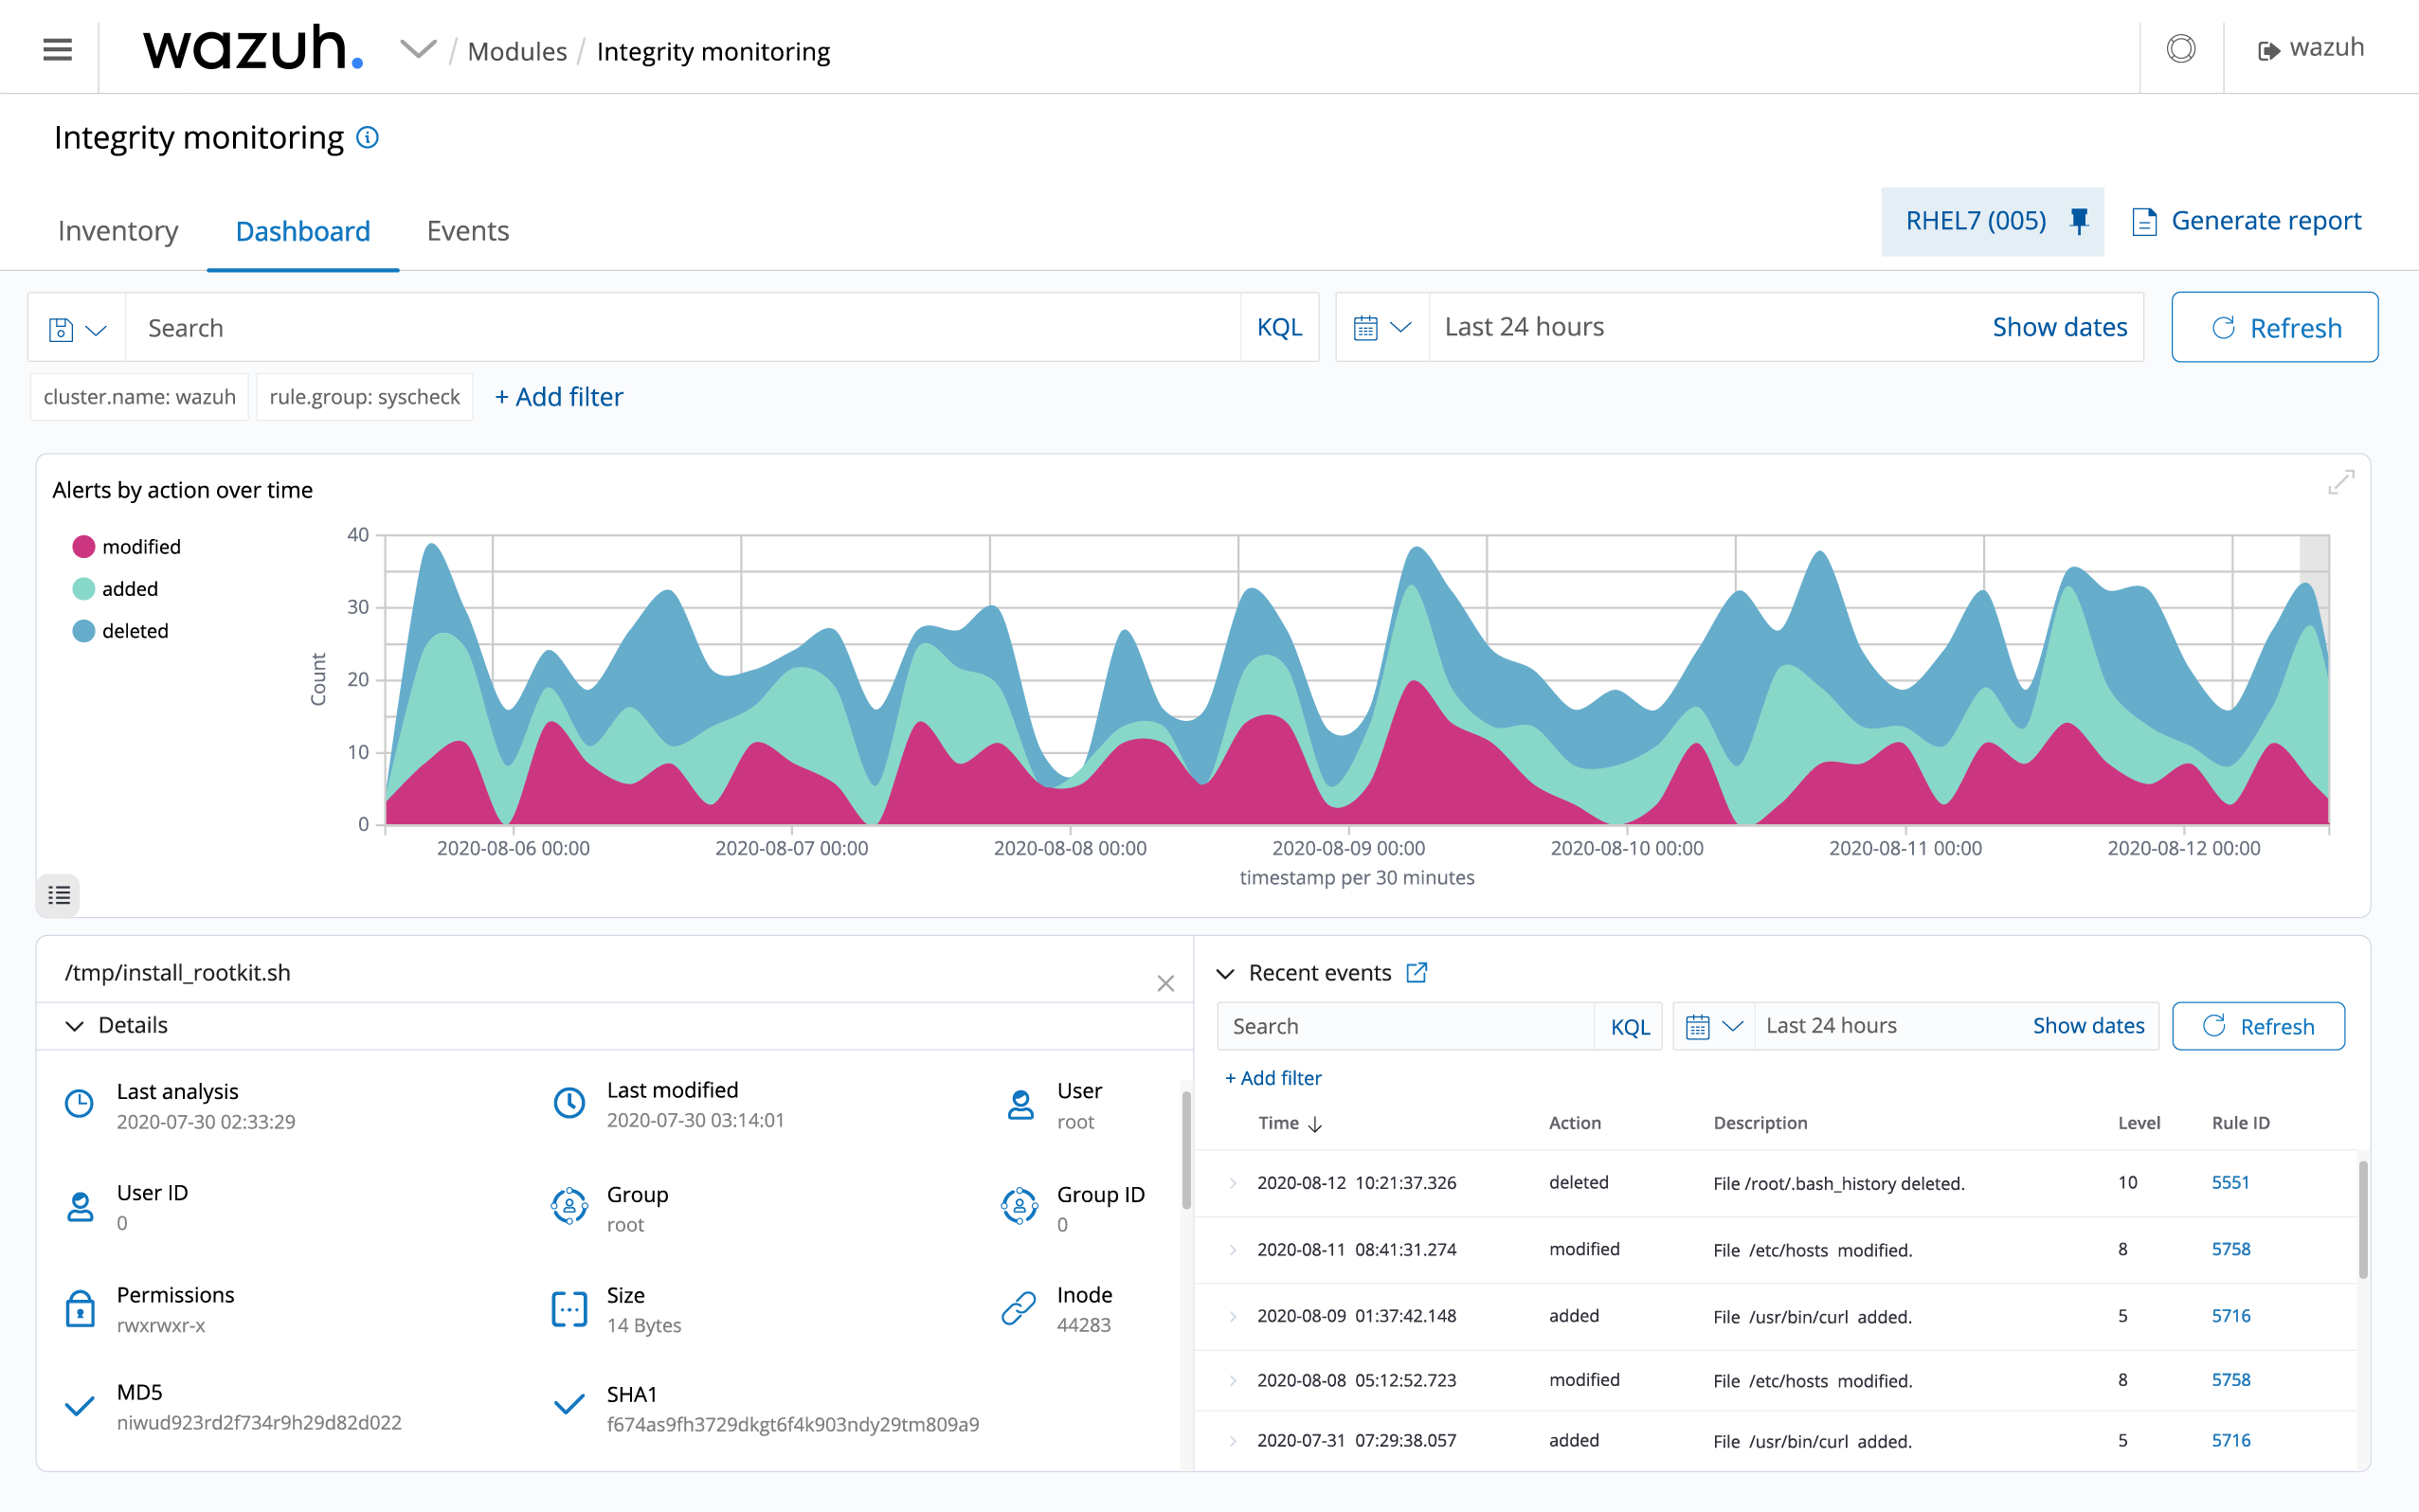 wazuh. / Modules / Integrity monitoring wazuh
Integrity monitoring
Inventory Dashboard Events RHEL7 (005) Generate report
Search KQL Last 24 hours Show dates Refresh
cluster.name: wazuh rule.group: syscheck + Add filter
Alerts by action over time
modified
added
deleted
Count
40
30
20
10
0
2020-08-06 00:00 2020-08-07 00:00 2020-08-08 00:00 2020-08-09 00:00 2020-08-10 00:00 2020-08-11 00:00 2020-08-12 00:00
timestamp per 30 minutes
/tmp/install_rootkit.sh
Details
Last analysis Last modified User
2020-07-30 02:33:29 2020-07-30 03:14:01 root
User ID Group Group ID
0 root 0
Permissions Size Inode
rwxrwxr-x 14 Bytes 44283
MD5 SHA1
niwud923rd2f734r9h29d82d022 f674as9fh3729dkgt6f4k903ndy29tm809a9
Recent events
Search KQL Last 24 hours Show dates Refresh
+ Add filter
Time Action Description Level Rule ID
2020-08-12 10:21:37.326 deleted File /root/.bash_history deleted. 10 5551
2020-08-11 08:41:31.274 modified File /etc/hosts modified. 8 5758
2020-08-09 01:37:42.148 added File /usr/bin/curl added. 5 5716
2020-08-08 05:12:52.723 modified File /etc/hosts modified. 8 5758
2020-07-31 07:29:38.057 added File /usr/bin/curl added. 5 5716